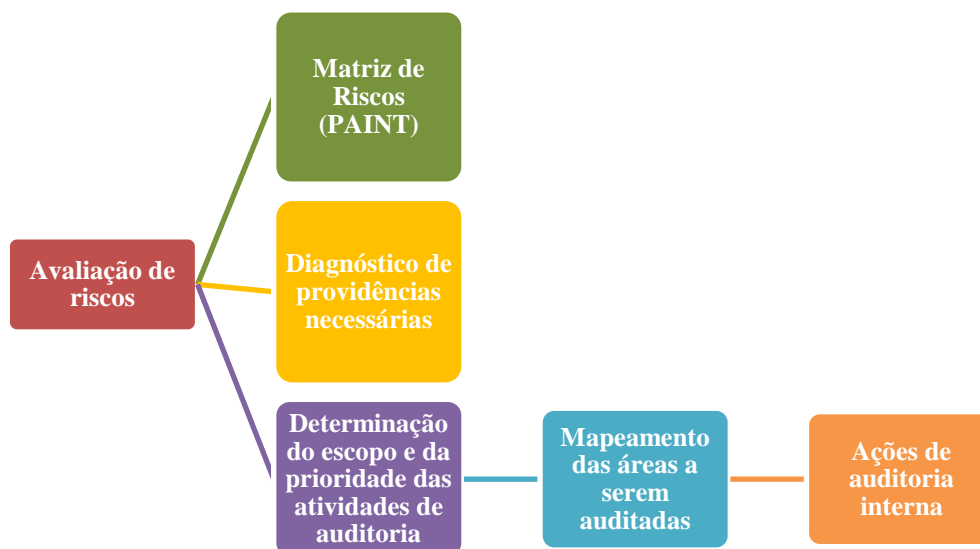 Matriz de
Riscos
(PAINT)
Avaliação de
riscos
Diagnóstico de
providências
necessárias
Determinação
do escopo e da
prioridade das
atividades de
auditoria
Mapeamento
das áreas a
serem
auditadas
Ações de
auditoria
interna